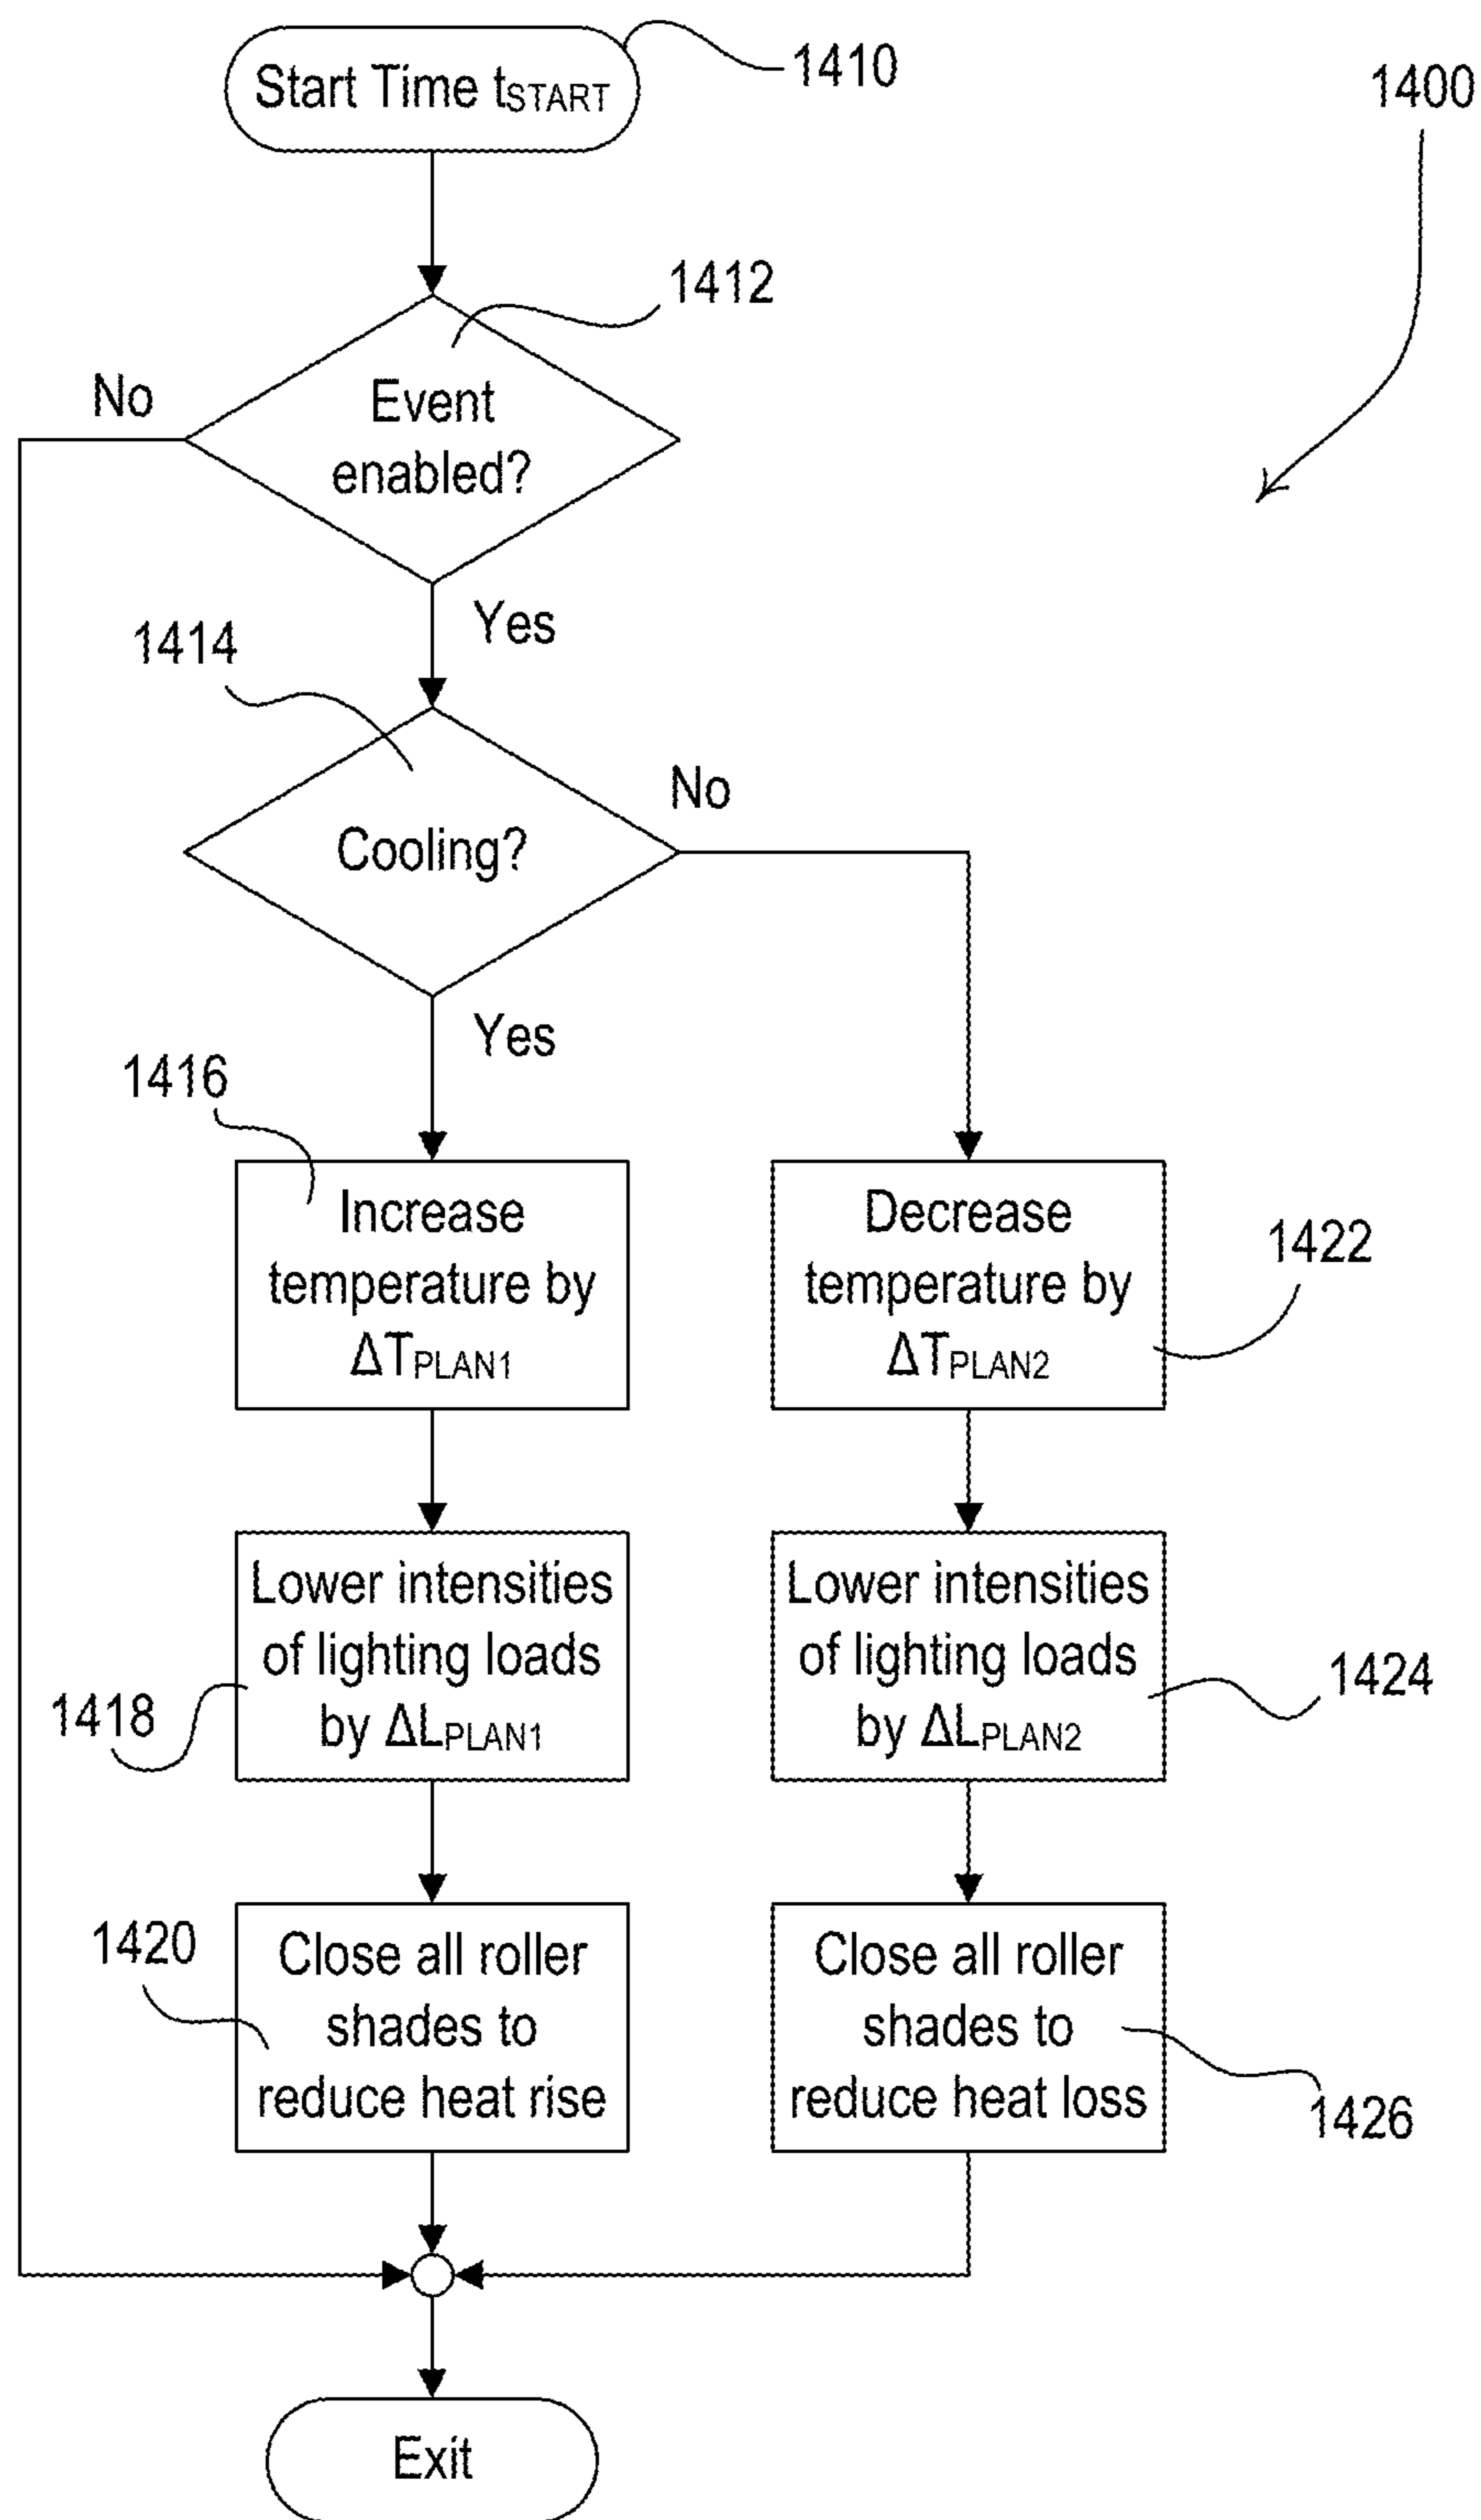 Start Time tSTART
1410
1400
1412
No
Event
enabled?
Yes
1414
No
Cooling?
Yes
1416
Increase
temperature by
ΔTPLAN1
Decrease
temperature by
ΔTPLAN2
1422
Lower intensities
of lighting loads
by ΔLPLAN1
1418
Lower intensities
of lighting loads
by ΔLPLAN2
1424
1420
Close all roller
shades to
reduce heat rise
Close all roller
shades to
reduce heat loss
1426
Exit